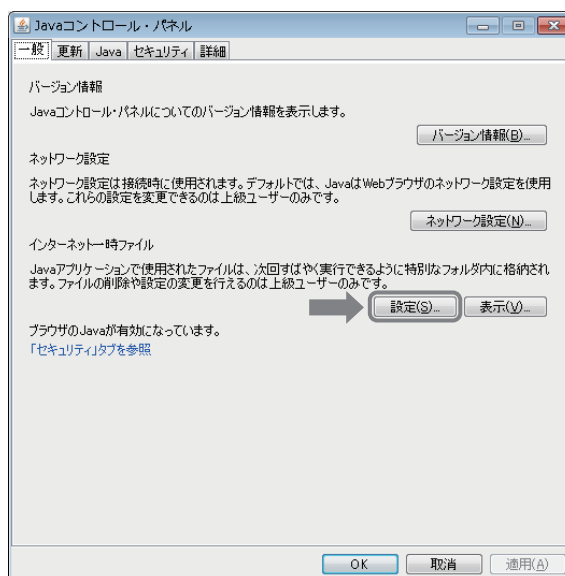 Javaコントロール・パネル
一般 更新 Java セキュリティ 詳細
バージョン情報
Javaコントロール・パネルについてのバージョン情報を表示します。
バージョン情報(B)...
ネットワーク設定
ネットワーク設定は接続時に使用されます。デフォルトでは、JavaはWebブラウザのネットワーク設定を使用
します。これらの設定を変更できるのは上級ユーザーのみです。
ネットワーク設定(N)...
インターネット一時ファイル
Javaアプリケーションで使用されたファイルは、次回すばやく実行できるように特別なフォルダ内に格納され
ます。ファイルの削除や設定の変更を行えるのは上級ユーザーのみです。
設定(S)... 表示(V)...
ブラウザのJavaが有効になっています。
「セキュリティ」タブを参照
OK 取消 適用(A)